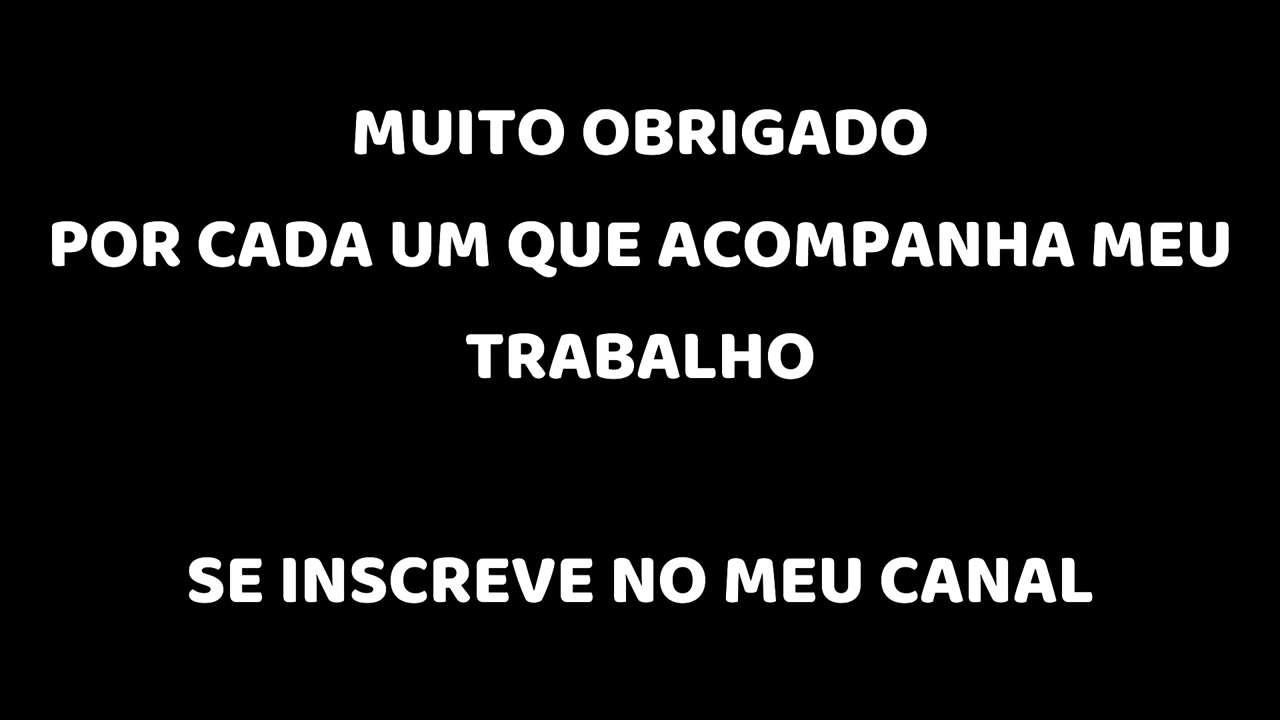 MUITO OBRIGADO
POR CADA UM QUE ACOMPANHA MEU
TRABALHO
SE INSCREVE NO MEU CANAL